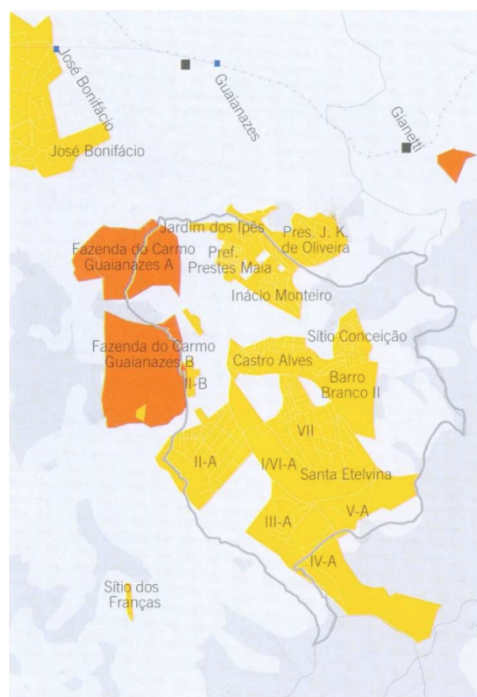 José Bonifácio
Guaianazes
Gianetti
José Bonifácio
Jardim dos Ipês
Pres. J. K.
de Oliveira
Fazenda do Carmo
Guaianazes A
Pref.
Prestes Maia
Inácio Monteiro
Sítio Conceição
Fazenda do Carmo
Guaianazes B
Castro Alves
II-B
Barro
Branco II
VII
II-A
I/VI-A
Santa Etelvina
V-A
III-A
IV-A
Sítio dos
Franças